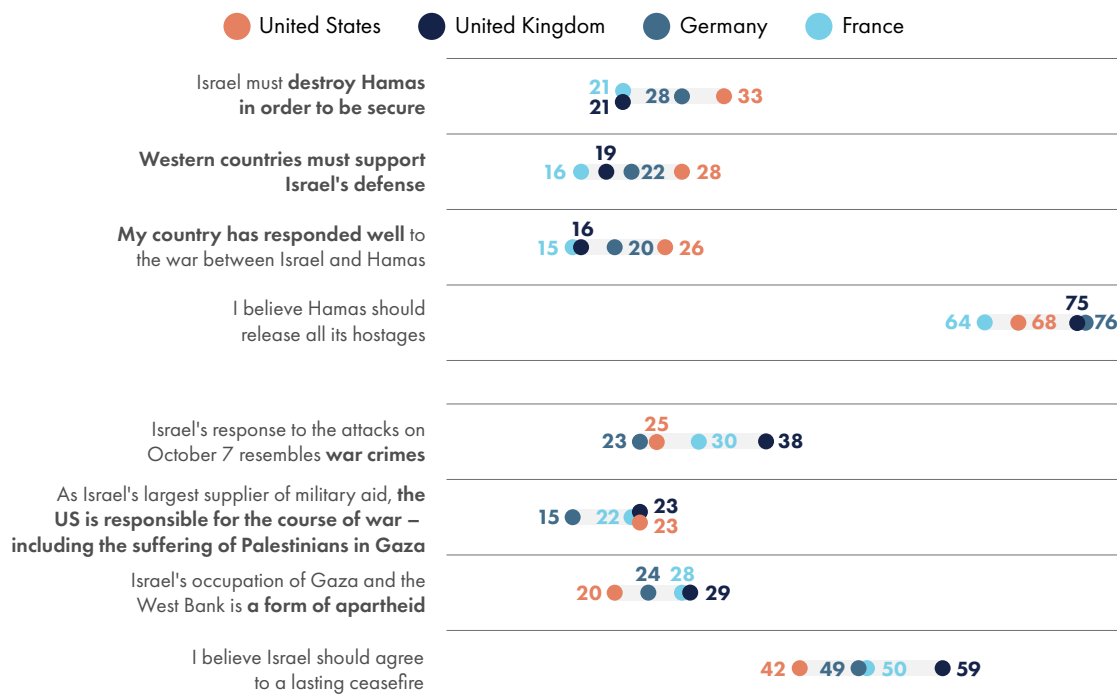 United States United Kingdom Germany France
Israel must destroy Hamas
in order to be secure
21
21
28
33
Western countries must support
Israel's defense
16
19
22
28
My country has responded well to
the war between Israel and Hamas
15
16
20
26
I believe Hamas should
release all its hostages
64
68
75
76
Israel's response to the attacks on
October 7 resembles war crimes
23
25
30
38
As Israel's largest supplier of military aid, the
US is responsible for the course of war –
including the suffering of Palestinians in Gaza
15
22
23
23
Israel's occupation of Gaza and the
West Bank is a form of apartheid
20
24
28
29
I believe Israel should agree
to a lasting ceasefire
42
49
50
59